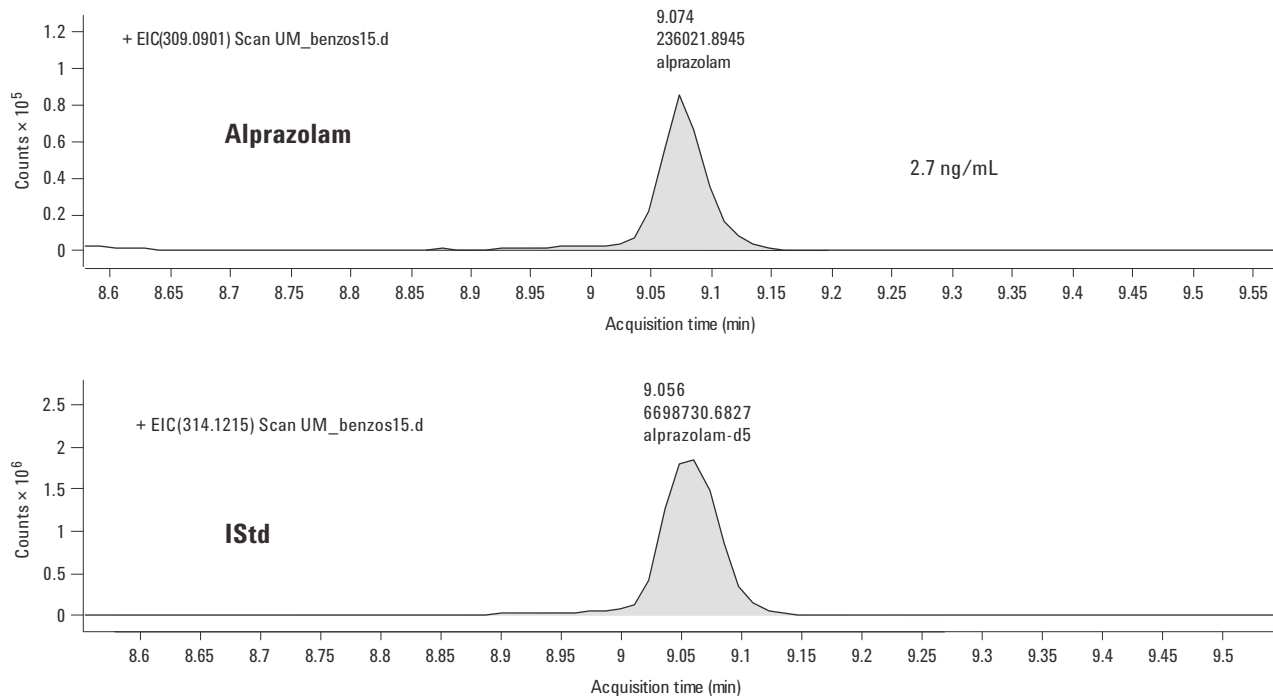 9.074
236021.8945
alprazolam
+ EIC(309.0901) Scan UM_benzos15.d
Alprazolam
2.7 ng/mL
Counts × 10⁵
1.2
1
0.8
0.6
0.4
0.2
0
8.6 8.65 8.7 8.75 8.8 8.85 8.9 8.95 9 9.05 9.1 9.15 9.2 9.25 9.3 9.35 9.4 9.45 9.5 9.55
Acquisition time (min)
9.056
6698730.6827
alprazolam-d5
+ EIC(314.1215) Scan UM_benzos15.d
IStd
Counts × 10⁶
2.5
2
1.5
1
0.5
0
8.6 8.65 8.7 8.75 8.8 8.85 8.9 8.95 9 9.05 9.1 9.15 9.2 9.25 9.3 9.35 9.4 9.45 9.5
Acquisition time (min)